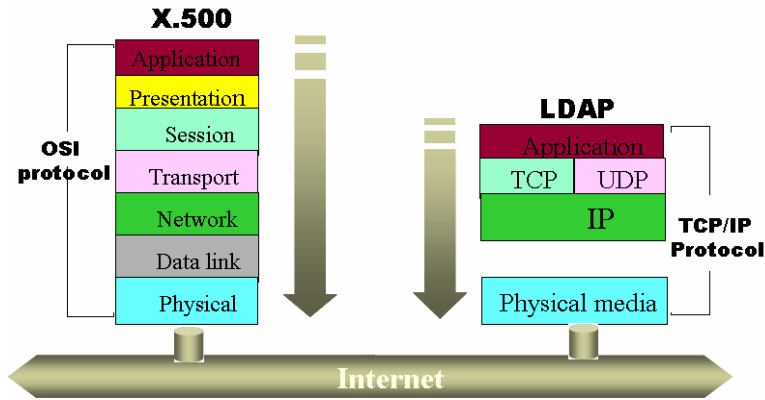 X.500
Application
Presentation
Session
Transport
Network
Data link
Physical
OSI
protocol
LDAP
Application
TCP UDP
IP
Physical media
TCP/IP
Protocol
Internet